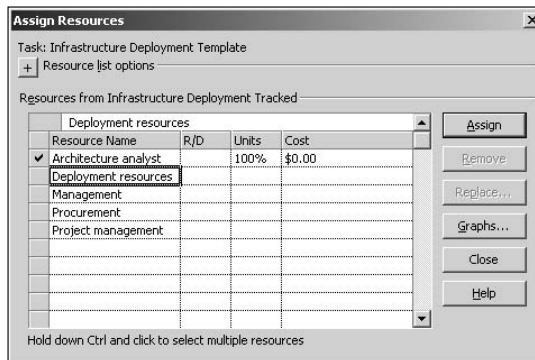 Assign Resources
Task: Infrastructure Deployment Template
+ Resource list options
Resources from Infrastructure Deployment Tracked
Deployment resources
Resource Name R/D Units Cost
Architecture analyst 100% $0.00
Deployment resources
Management
Procurement
Project management
Assign
Remove
Replace...
Graphs...
Close
Help
Hold down Ctrl and click to select multiple resources